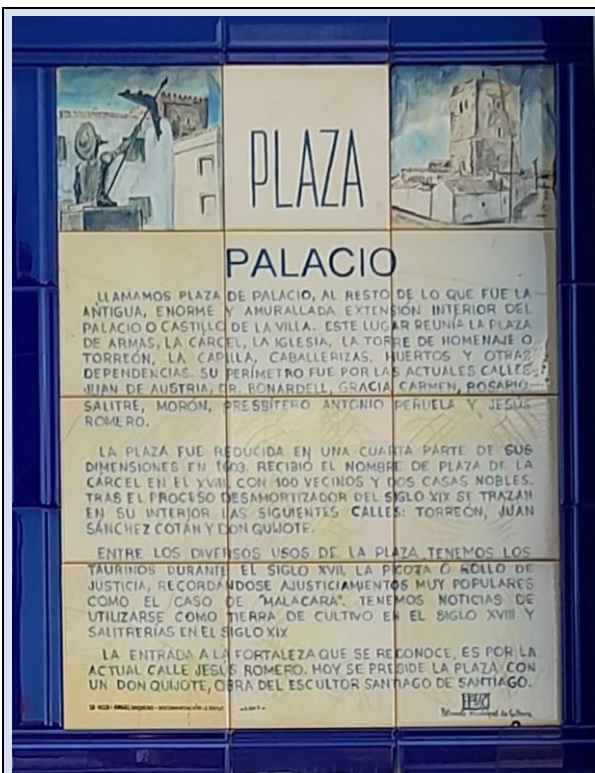 PLAZA
PALACIO
LLAMAMOS PLAZA DE PALACIO, AL RESTO DE LO QUE FUE LA
ANTIGUA, ENORME Y AMURALLADA EXTENSIÓN INTERIOR DEL
PALACIO O CASTILLO DE LA VILLA. ESTE LUGAR REUNÍA LA PLAZA
DE ARMAS, LA CÁRCEL, LA IGLESIA, LA TORRE DE HOMENAJE O
TORREÓN, LA CAPILLA, CABALLERIZAS, HUERTOS Y OTRAS
DEPENDENCIAS. SU PERÍMETRO FUE POR LAS ACTUALES CALLES:
JUAN DE AUSTRIA, DR. BONARDELL, GRACIA CARMEN, ROSARIO
SALITRE, MORÓN, PRESBÍTERO ANTONIO PEÑUELA Y JESÚS
ROMERO.
LA PLAZA FUE REDUCIDA EN UNA CUARTA PARTE DE SUS
DIMENSIONES EN 1603. RECIBIÓ EL NOMBRE DE PLAZA DE LA
CÁRCEL EN EL XVIII CON 100 VECINOS Y DOS CASAS NOBLES.
TRAS EL PROCESO DESAMORTIZADOR DEL SIGLO XIX SE TRAZAN
EN SU INTERIOR LAS SIGUIENTES CALLES: TORREÓN, JUAN
SÁNCHEZ COTÁN Y DON QUIJOTE.
ENTRE LOS DIVERSOS USOS DE LA PLAZA TENEMOS LOS
TAURINOS DURANTE EL SIGLO XVII, LA PICOTA O ROLLO DE
JUSTICIA, RECORDÁNDOSE AJUSTICIAMIENTOS MUY POPULARES
COMO EL CASO DE "MALACARA". TENEMOS NOTICIAS DE
UTILIZARSE COMO TIERRA DE CULTIVO EN EL SIGLO XVIII Y
SALITRERÍAS EN EL SIGLO XIX
LA ENTRADA A LA FORTALEZA QUE SE RECONOCE, ES POR LA
ACTUAL CALLE JESÚS ROMERO. HOY SE PRESIDE LA PLAZA CON
UN DON QUIJOTE, OBRA DEL ESCULTOR SANTIAGO DE SANTIAGO.
Patronato Municipal de Cultura